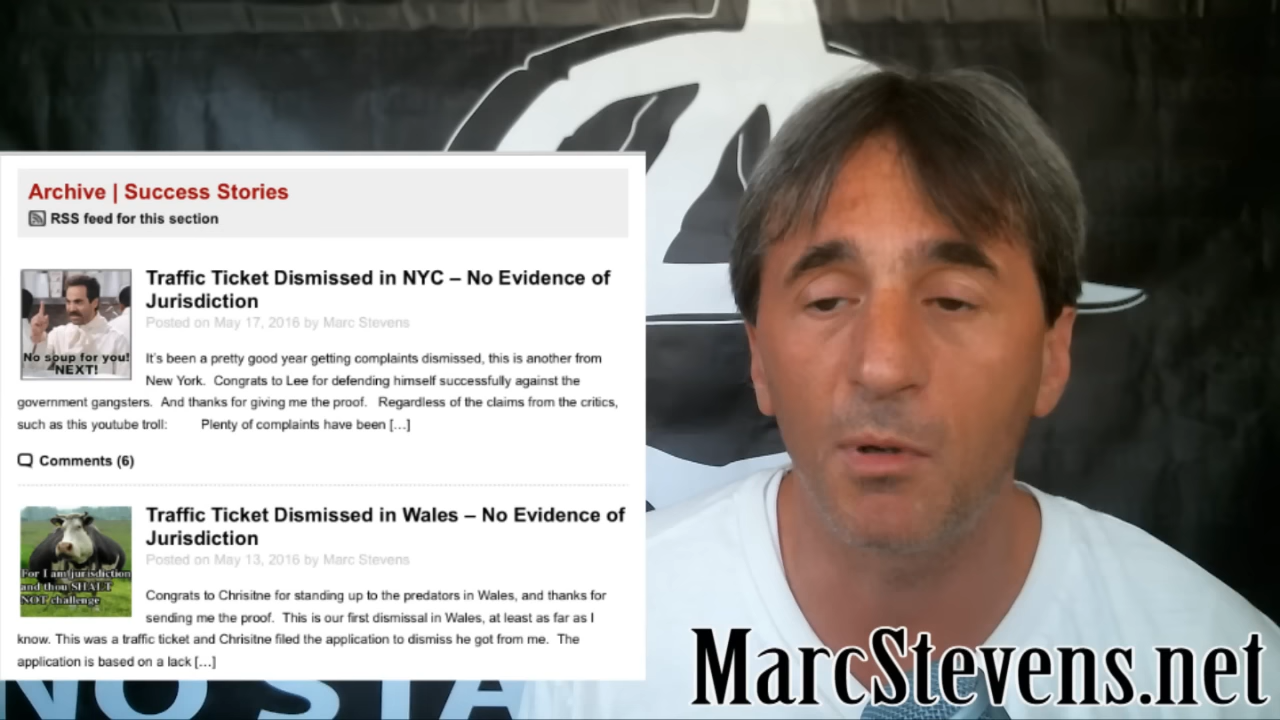 Archive | Success Stories
RSS feed for this section
Traffic Ticket Dismissed in NYC – No Evidence of
Jurisdiction
Posted on May 17, 2016 by Marc Stevens
No soup for you!
NEXT!
It's been a pretty good year getting complaints dismissed, this is another from
New York. Congrats to Lee for defending himself successfully against the
government gangsters. And thanks for giving me the proof. Regardless of the claims from the critics,
such as this youtube troll: Plenty of complaints have been [...]
Comments (6)
Traffic Ticket Dismissed in Wales – No Evidence of
Jurisdiction
Posted on May 13, 2016 by Marc Stevens
For I am jurisdiction
and thou SHALT
NOT challenge
Congrats to Chrisitne for standing up to the predators in Wales, and thanks for
sending me the proof. This is our first dismissal in Wales, at least as far as I
know. This was a traffic ticket and Chrisitne filed the application to dismiss he got from me. The
application is based on a lack [...]
NO STA
MarcStevens.net